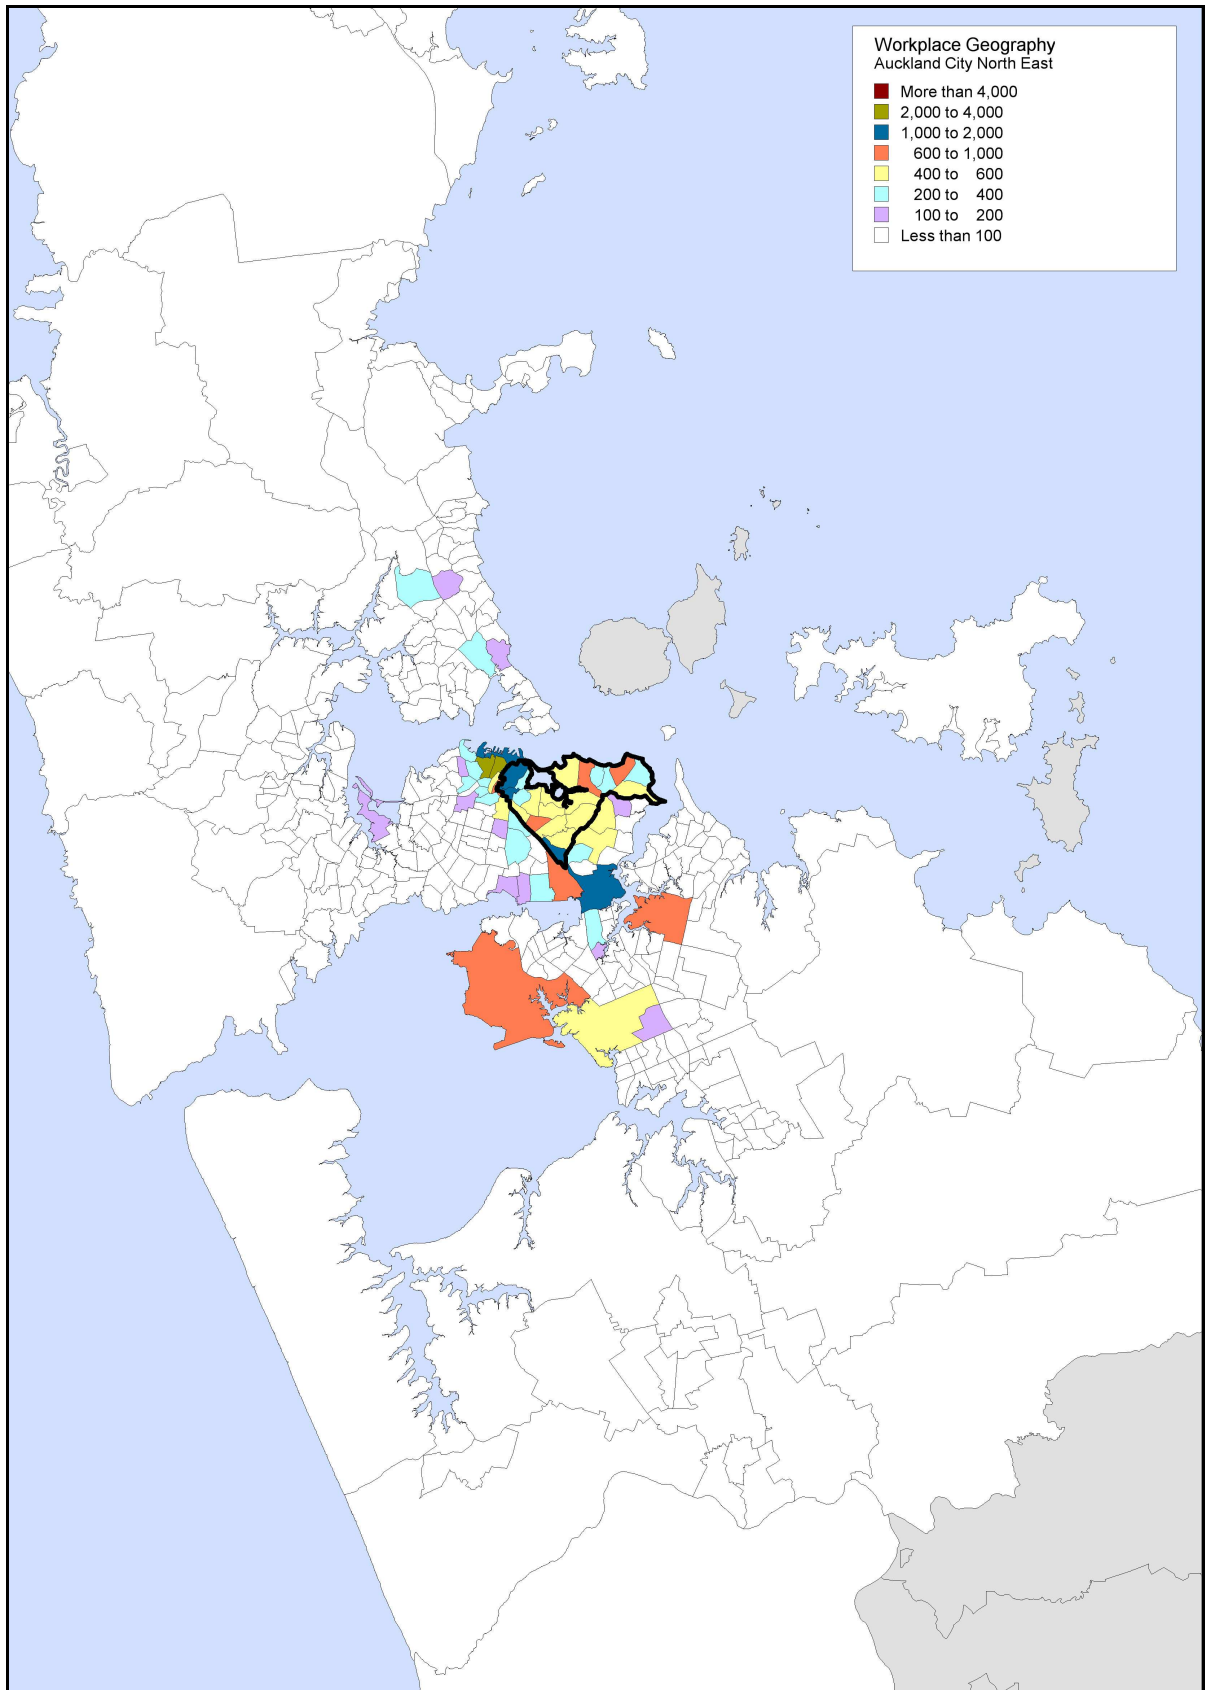 Workplace Geography
Auckland City North East
More than 4,000
2,000 to 4,000
1,000 to 2,000
600 to 1,000
400 to 600
200 to 400
100 to 200
Less than 100